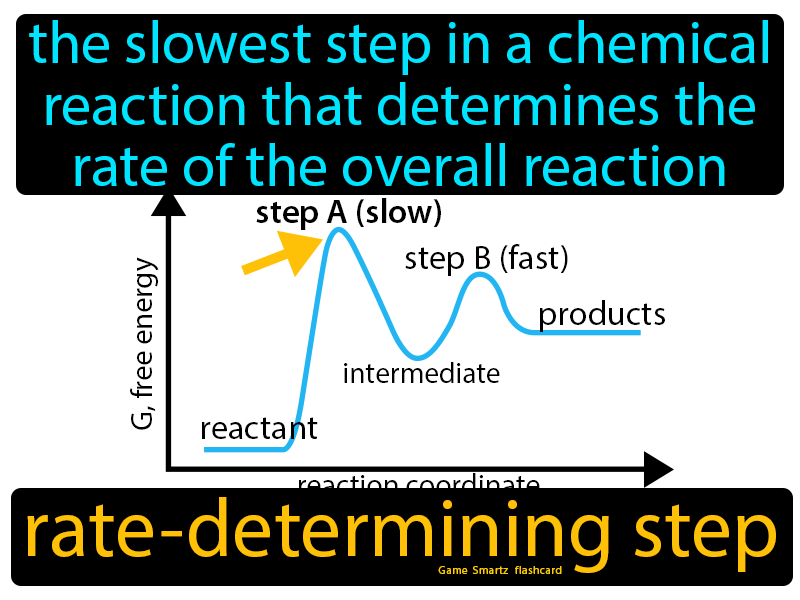 the slowest step in a chemical
reaction that determines the
rate of the overall reaction
step A (slow)
step B (fast)
products
intermediate
reactant
G, free energy
reaction coordinate
rate-determining step
Game Smartz flashcard